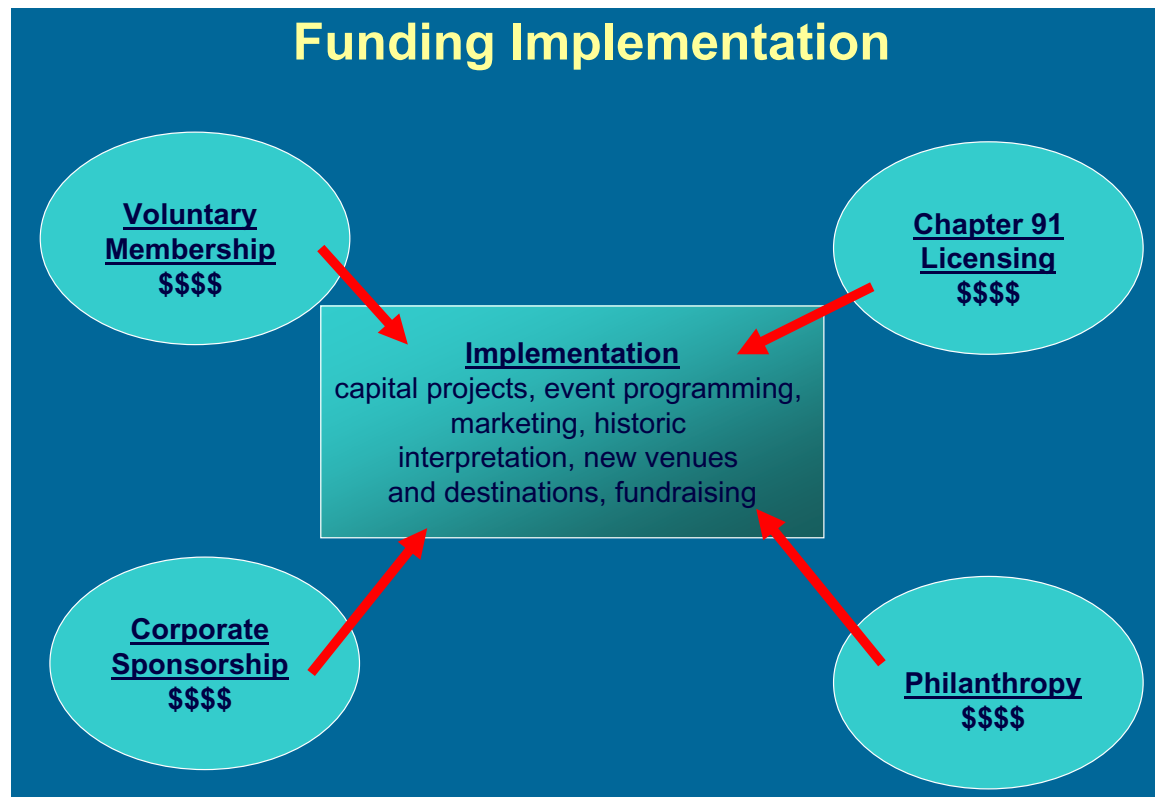 Funding Implementation
Voluntary
Membership
$$$$
Chapter 91
Licensing
$$$$
Implementation
capital projects, event programming,
marketing, historic
interpretation, new venues
and destinations, fundraising
Corporate
Sponsorship
$$$$
Philanthropy
$$$$